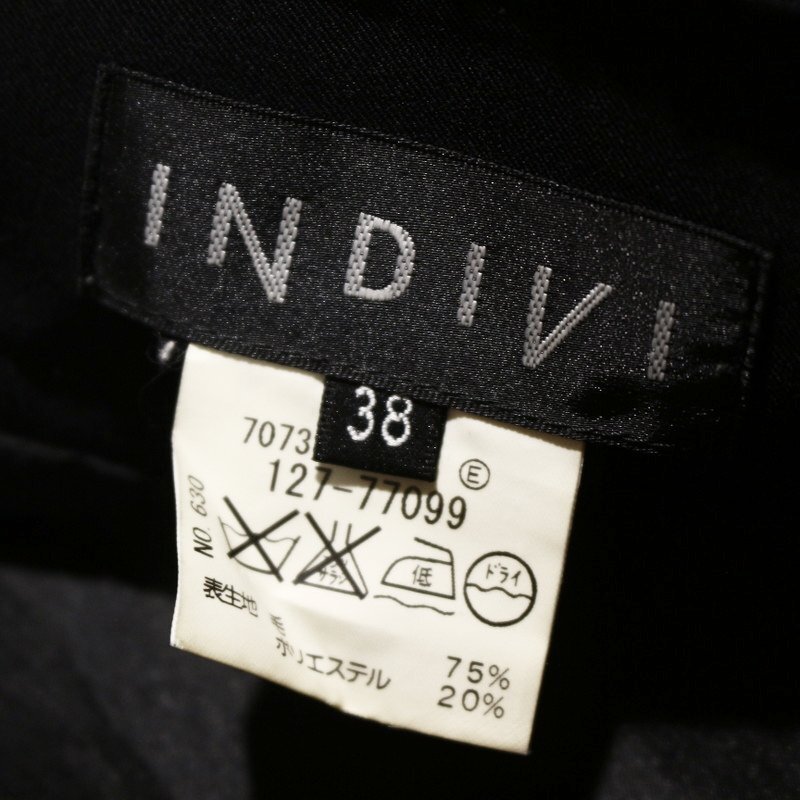 INDIVI
38
7073
127-77099
E
NO. 630
低
ドライ
表生地
毛 75%
ポリエステル 20%